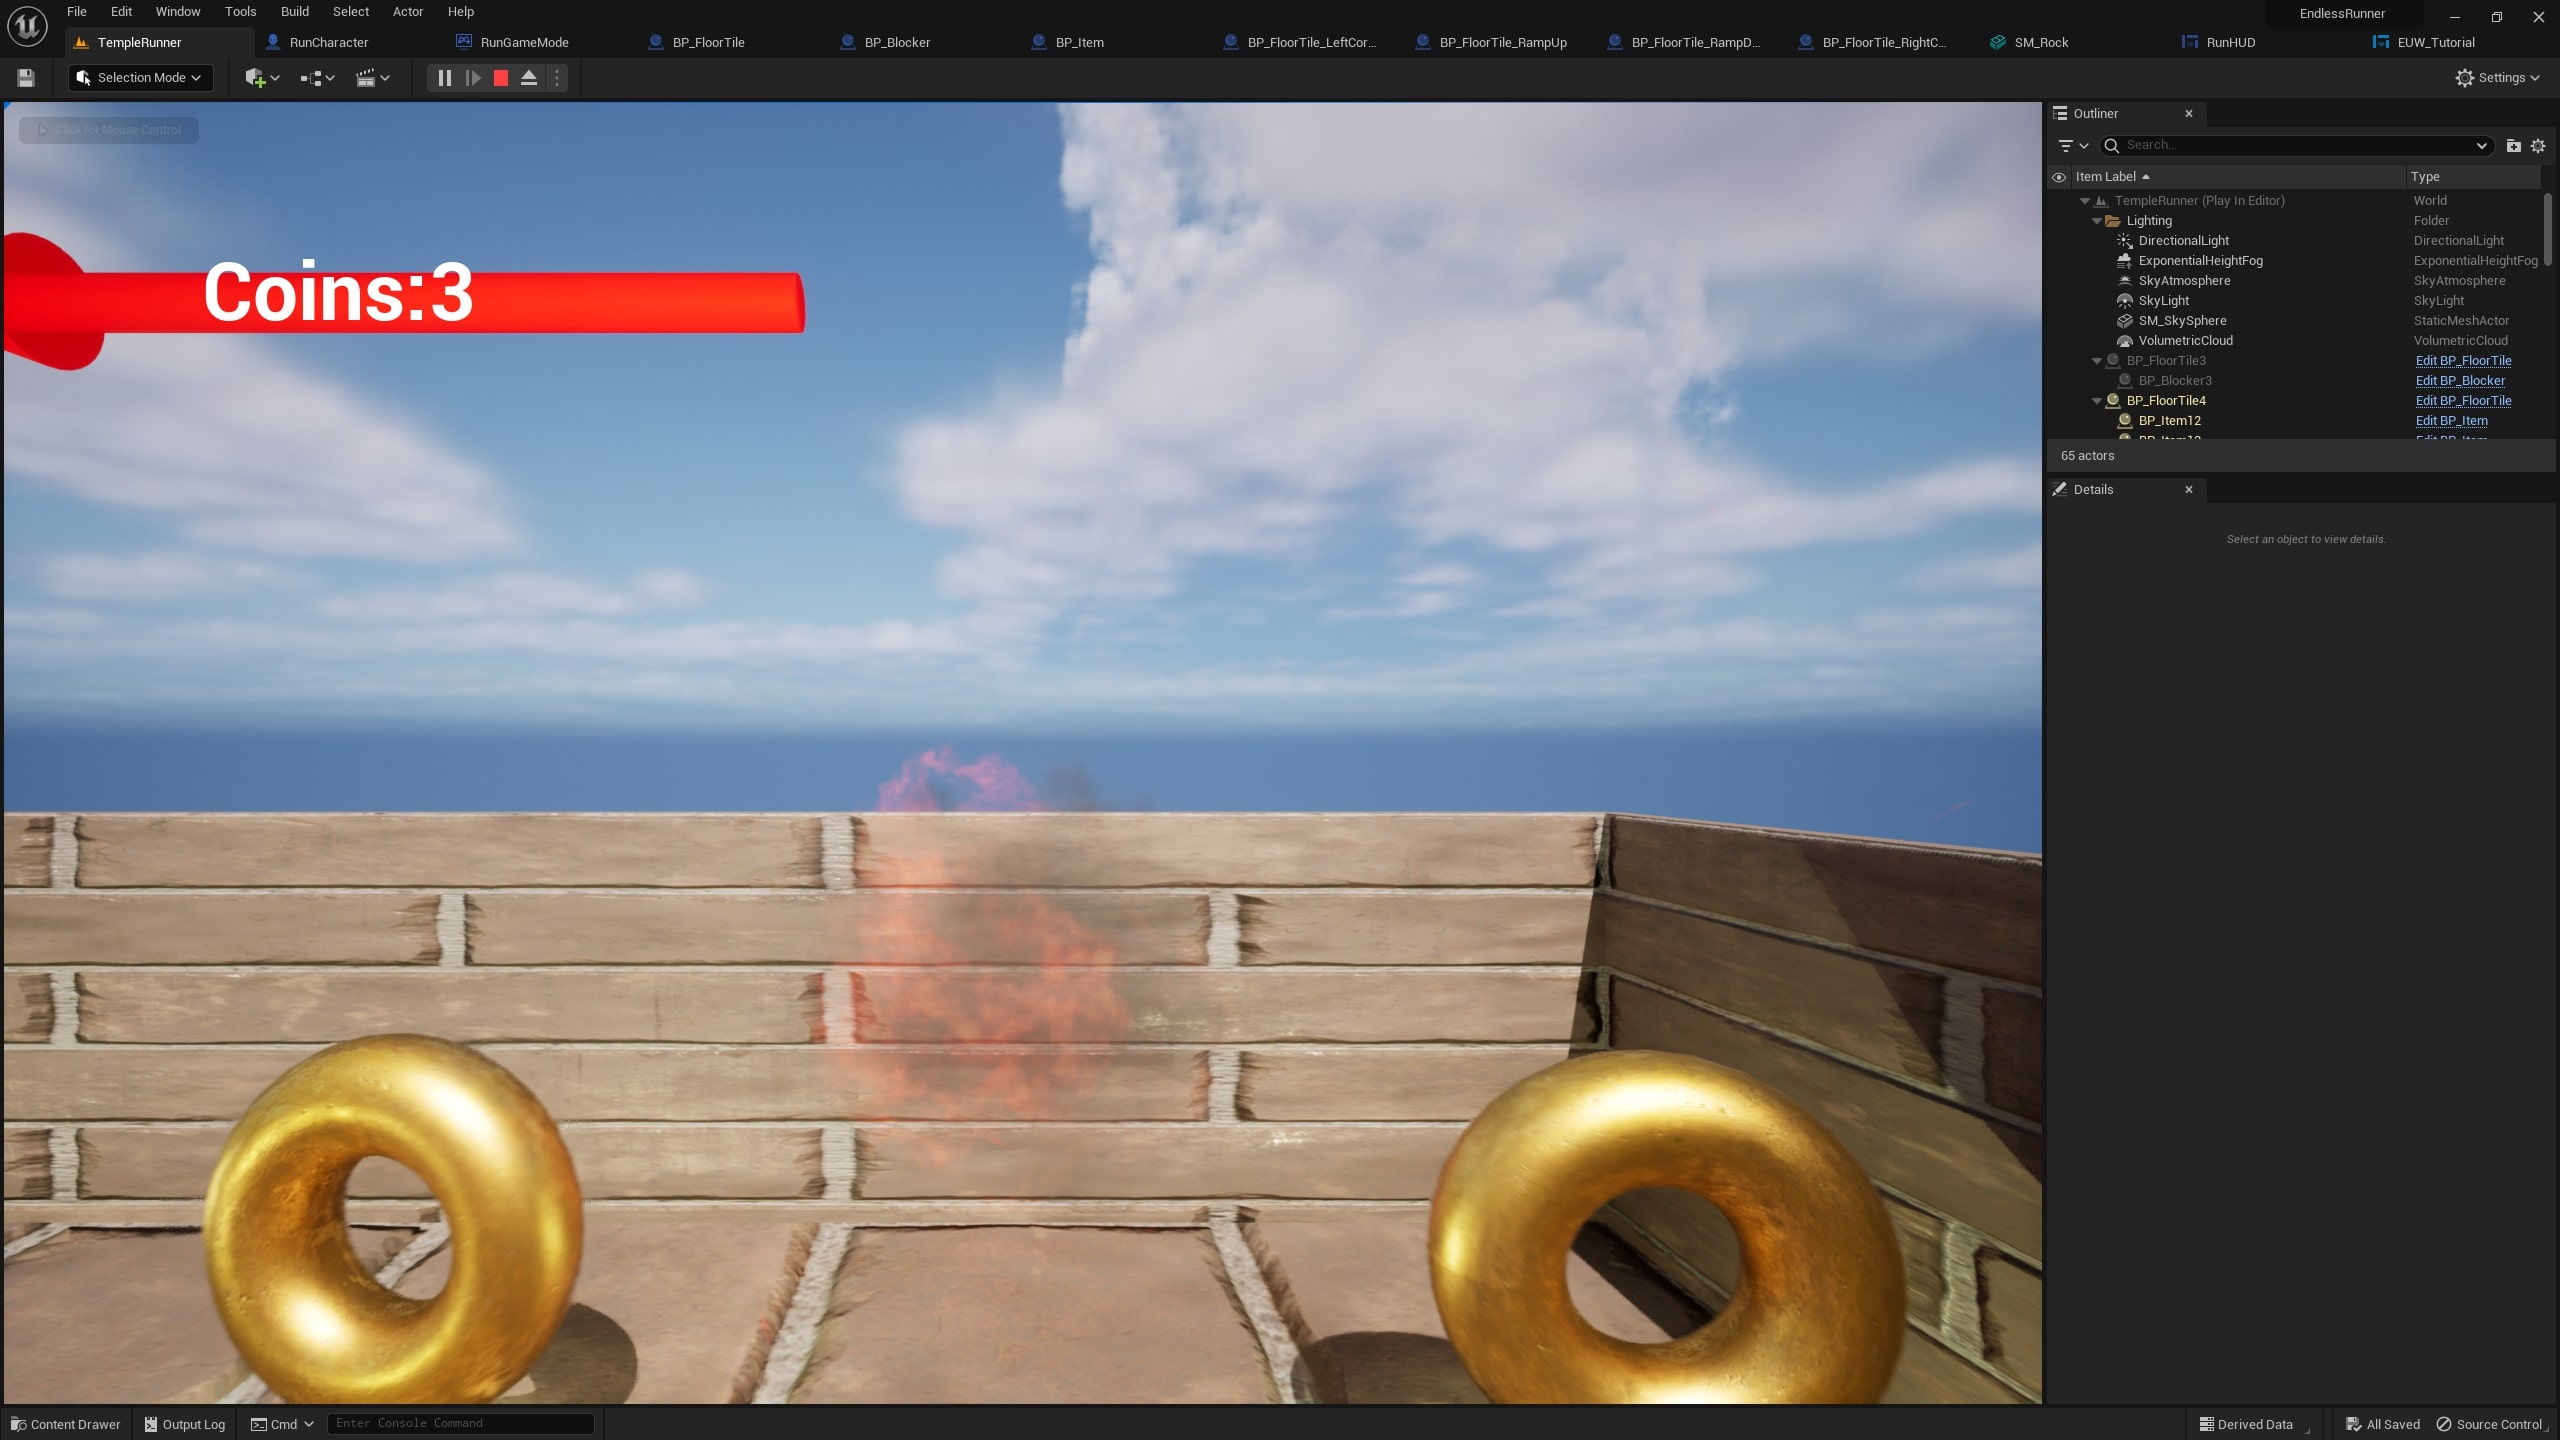 File Edit Window Tools Build Select Actor Help
EndlessRunner
TempleRunner RunCharacter RunGameMode BP_FloorTile BP_Blocker BP_Item BP_FloorTile_LeftCor... BP_FloorTile_RampUp BP_FloorTile_RampD... BP_FloorTile_RightC... SM_Rock RunHUD EUW_Tutorial
Selection Mode
Settings
Click for Mouse Control
Coins:3
Outliner
Search...
Item Label Type
TempleRunner (Play In Editor) World
Lighting Folder
DirectionalLight DirectionalLight
ExponentialHeightFog ExponentialHeightFog
SkyAtmosphere SkyAtmosphere
SkyLight SkyLight
SM_SkySphere StaticMeshActor
VolumetricCloud VolumetricCloud
BP_FloorTile3 Edit BP_FloorTile
BP_Blocker3 Edit BP_Blocker
BP_FloorTile4 Edit BP_FloorTile
BP_Item12 Edit BP_Item
65 actors
Details
Select an object to view details.
Content Drawer Output Log Cmd Enter Console Command
Derived Data All Saved Source Control